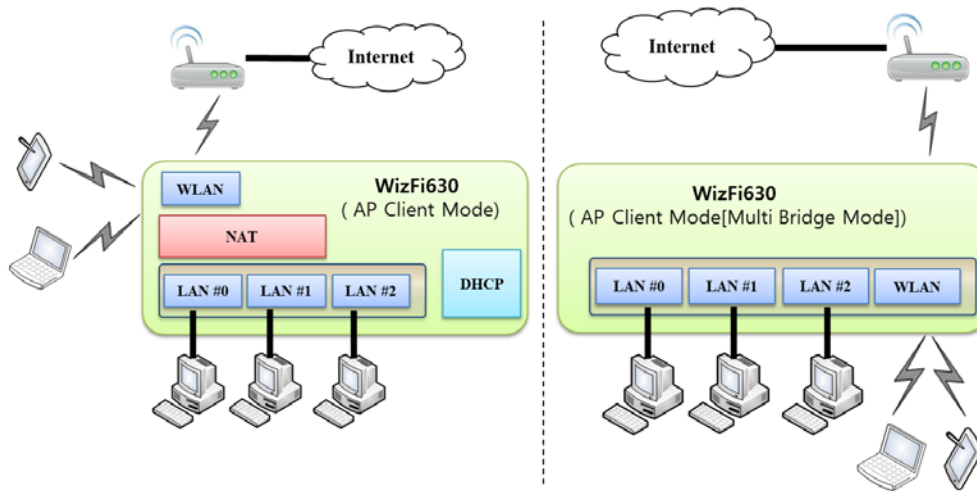 Internet
WLAN
WizFi630
( AP Client Mode)
NAT
LAN #0
LAN #1
LAN #2
DHCP
Internet
WizFi630
( AP Client Mode[Multi Bridge Mode])
LAN #0
LAN #1
LAN #2
WLAN